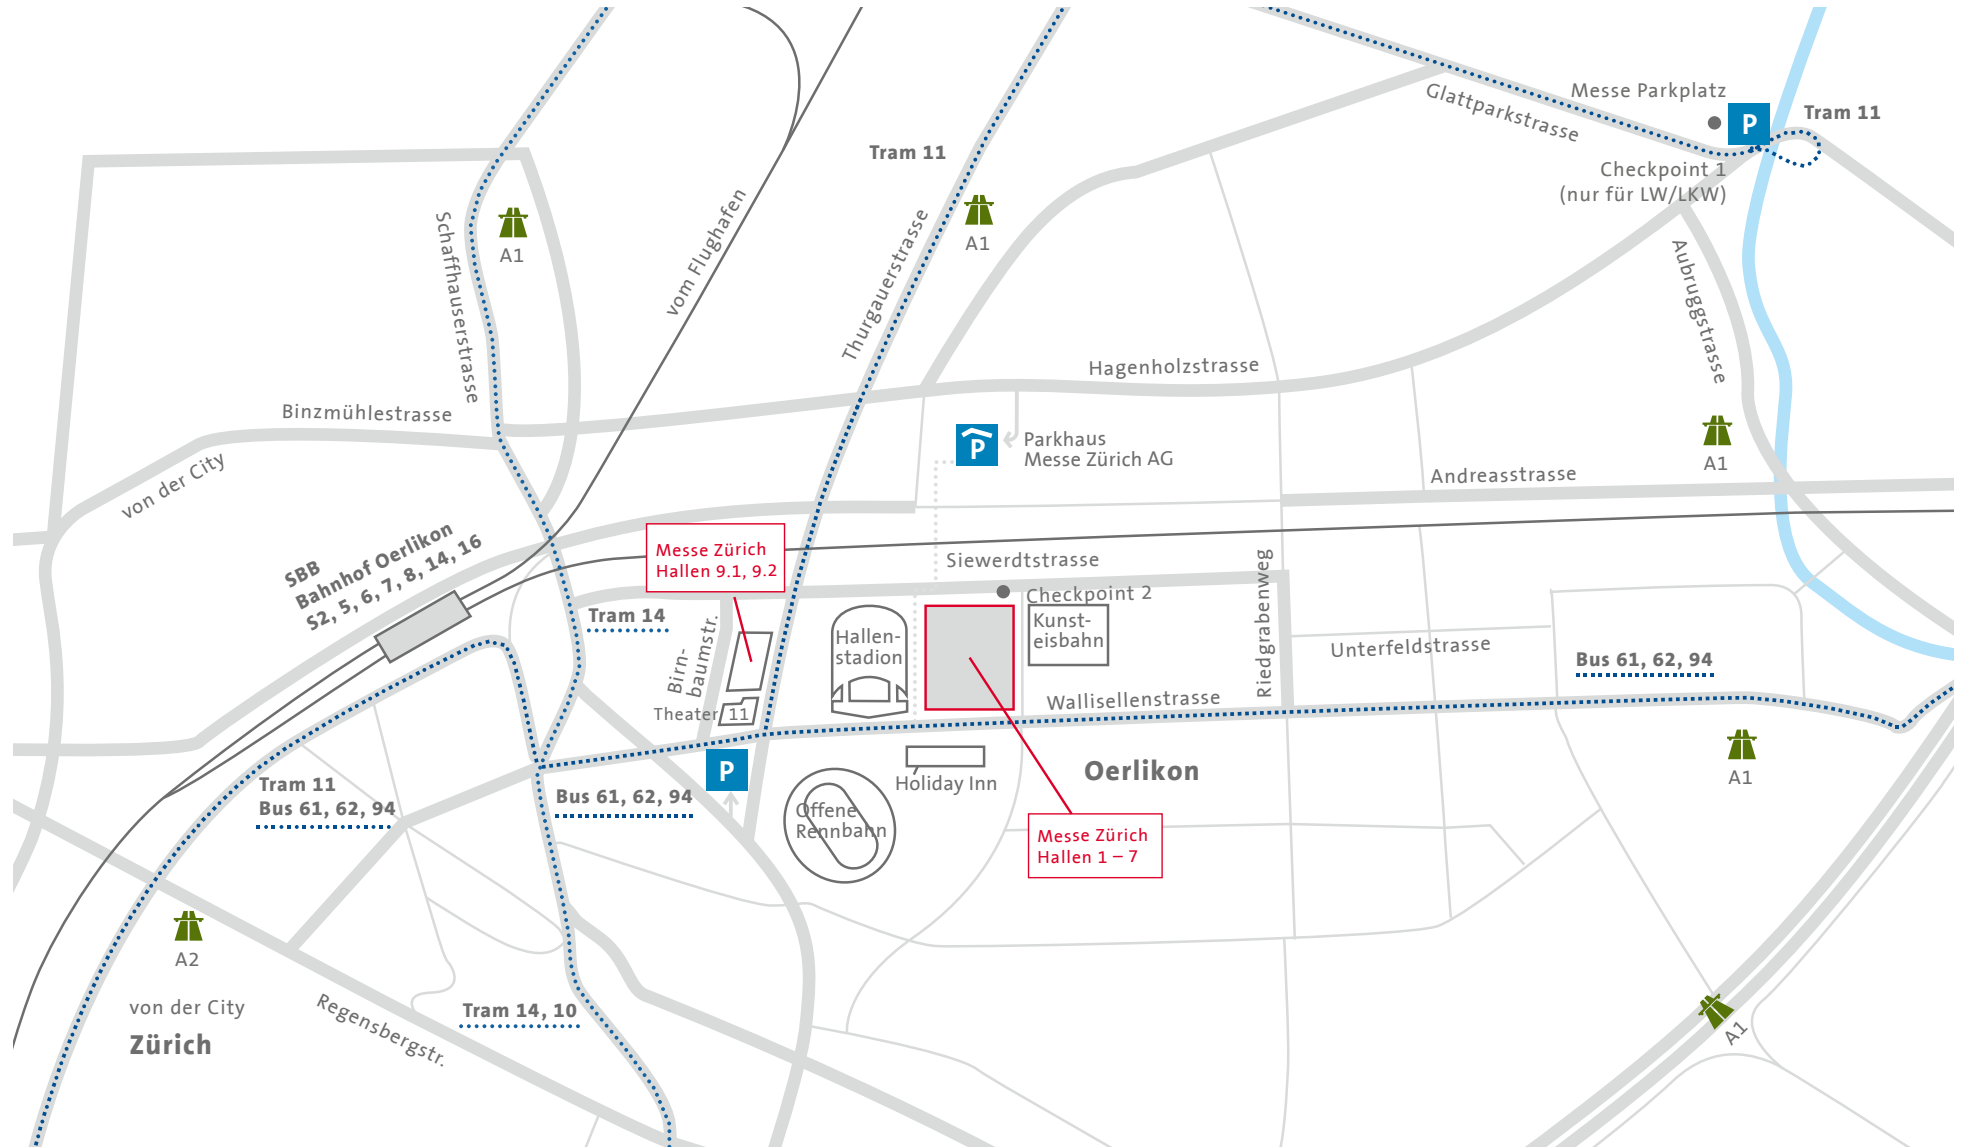 Messe Parkplatz
P
Tram 11
Glattparkstrasse
Checkpoint 1
(nur für LW/LKW)
Tram 11
Schaffhauserstrasse
A1
vom Flughafen
Thurgauerstrasse
A1
Aubruggstrasse
Hagenholzstrasse
Binzmühlestrasse
von der City
P
Parkhaus
Messe Zürich AG
A1
Andreasstrasse
SBB
Bahnhof Oerlikon
S2, 5, 6, 7, 8, 14, 16
Messe Zürich
Hallen 9.1, 9.2
Siewerdtstrasse
Checkpoint 2
Tram 14
Birn-
baumstr.
Hallen-
stadion
Kunst-
eisbahn
Riedgrabenweg
Unterfeldstrasse
Bus 61, 62, 94
Theater 11
Wallisellenstrasse
P
Holiday Inn
Oerlikon
A1
Tram 11
Bus 61, 62, 94
Bus 61, 62, 94
Offene
Rennbahn
Messe Zürich
Hallen 1 – 7
A2
von der City
Zürich
Regensbergstr.
Tram 14, 10
A1